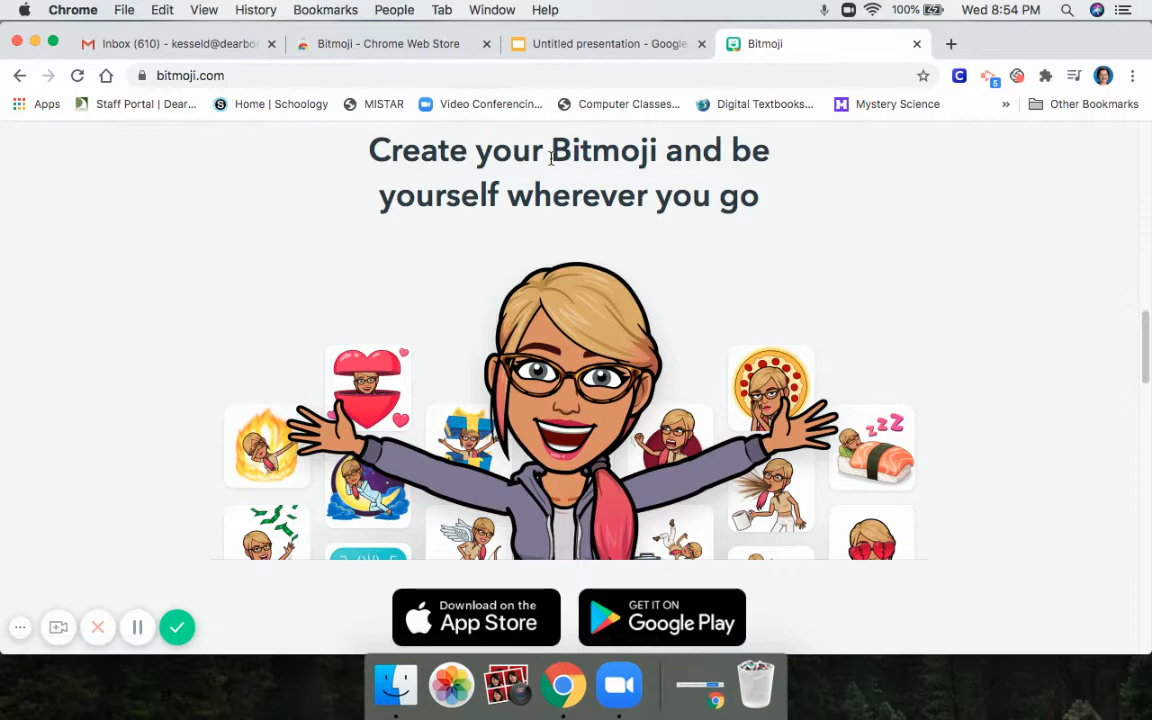 Chrome File Edit View History Bookmarks People Tab Window Help 100% Wed 8:54 PM
Inbox (610) - kesseld@dearbo Bitmoji - Chrome Web Store Untitled presentation - Google Bitmoji
bitmoji.com
Apps Staff Portal | Dear... Home | Schoology MISTAR Video Conferencin... Computer Classes... Digital Textbooks... Mystery Science » Other Bookmarks
Create your Bitmoji and be
yourself wherever you go
zzz
Download on the
App Store
GET IT ON
Google Play